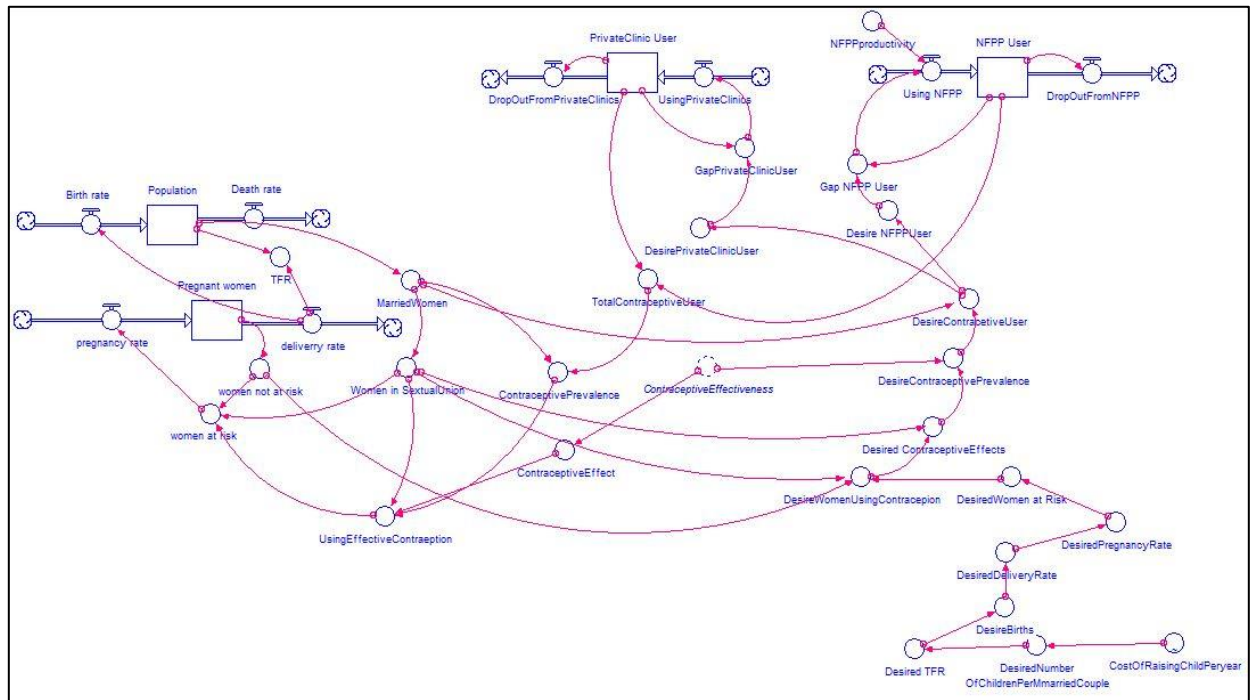 PrivateClinic User
NFPPproductivity
NFPP User
DropOutFromPrivateClinics
UsingPrivateClinics
Using NFPP
DropOutFromNFPP
GapPrivateClinicUser
Gap NFPP User
Birth rate
Population
Death rate
DesirePrivateClinicUser
Desire NFPPUser
TFR
Pregnant women
MarriedWomen
TotalContraceptiveUser
DesireContracetiveUser
pregnancy rate
deliverry rate
women not at risk
Women in SextualUnion
ContraceptivePrevalence
ContraceptiveEffectiveness
DesireContraceptivePrevalence
women at risk
ContraceptiveEffect
Desired ContraceptiveEffects
DesireWomenUsingContracepion
DesiredWomen at Risk
UsingEffectiveContraeption
DesiredPregnancyRate
DesiredDeliveryRate
DesireBirths
Desired TFR
DesiredNumber
OfChildrenPerMmarriedCouple
CostOfRaisingChildPeryear